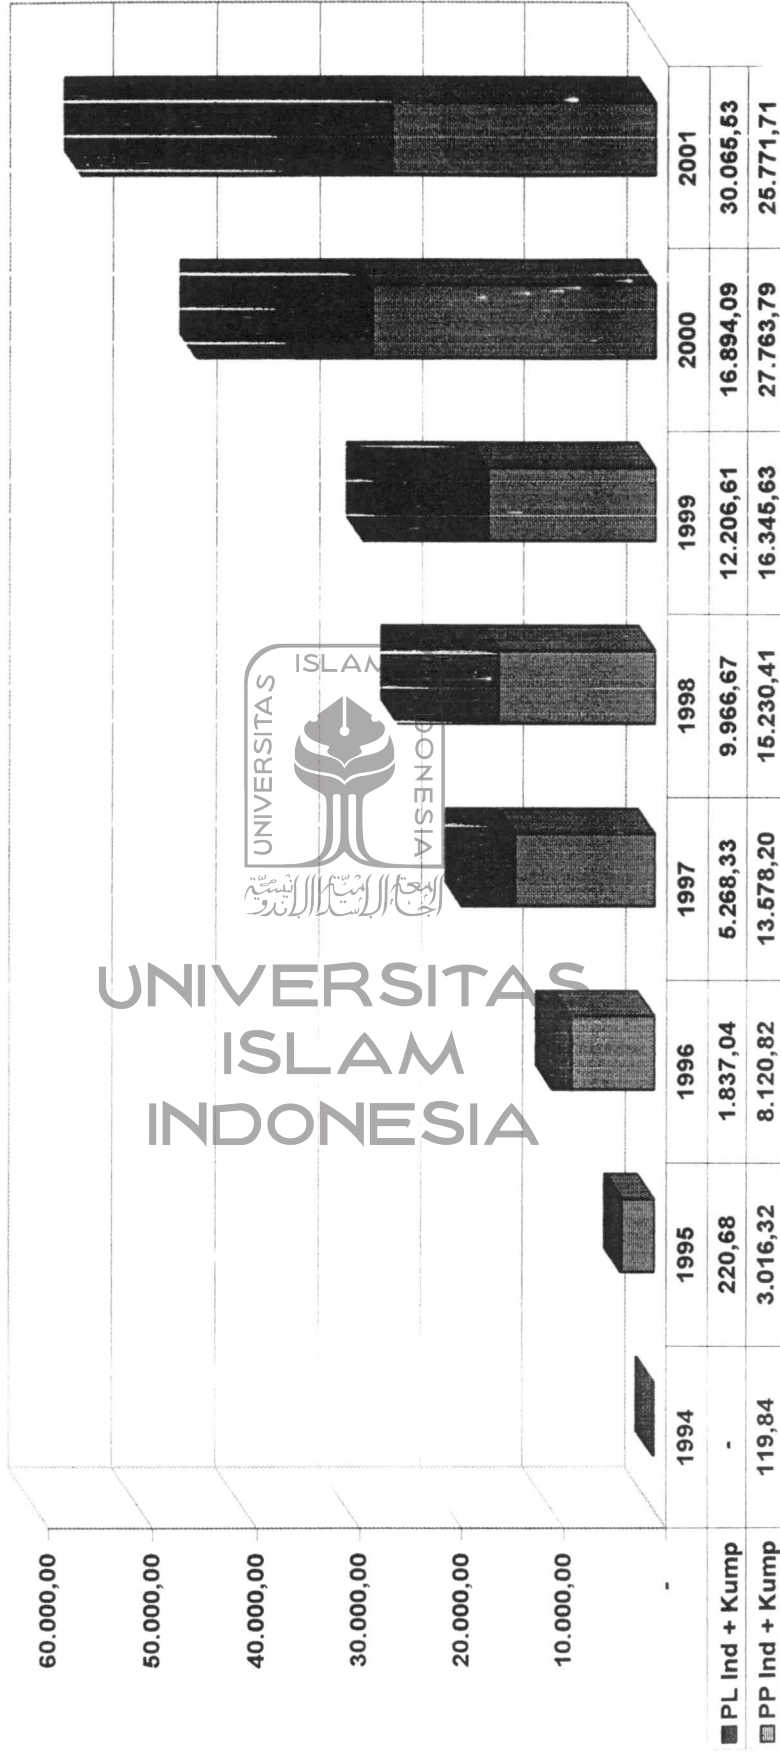 60.000,00
50.000,00
40.000,00
30.000,00
20.000,00
10.000,00
-
1994 1995 1996 1997 1998 1999 2000 2001
PL Ind + Kump - 220,68 1.837,04 5.268,33 9.966,67 12.206,61 16.894,09 30.065,53
PP Ind + Kump 119,84 3.016,32 8.120,82 13.578,20 15.230,41 16.345,63 27.763,79 25.771,71
UNIVERSITAS
ISLAM
UNIVERSITAS
ISLAM
INDONESIA